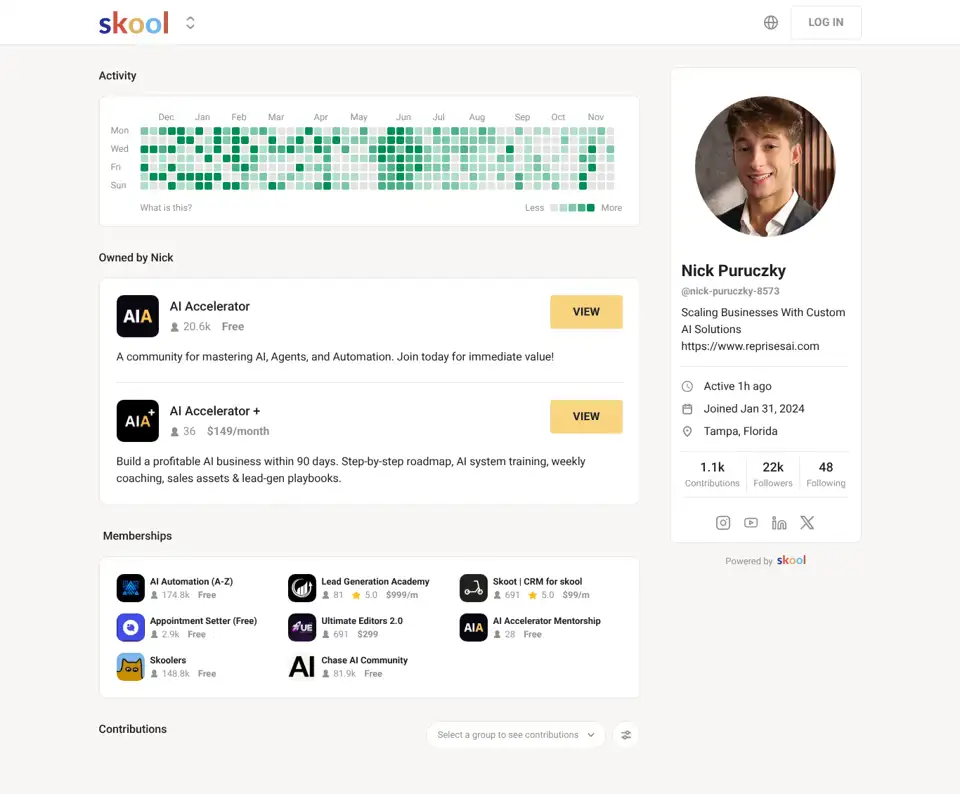 skool
LOG IN
Activity
Dec Jan Feb Mar Apr May Jun Jul Aug Sep Oct Nov
Mon
Wed
Fri
Sun
What is this?
Less More
Owned by Nick
AIA
AI Accelerator
20.6k Free
VIEW
A community for mastering AI, Agents, and Automation. Join today for immediate value!
AIA+
AI Accelerator +
36 $149/month
VIEW
Build a profitable AI business within 90 days. Step-by-step roadmap, AI system training, weekly
coaching, sales assets & lead-gen playbooks.
Memberships
AI Automation (A-Z)
174.8k Free
Lead Generation Academy
81 5.0 $999/m
Skoot | CRM for skool
691 5.0 $99/m
Appointment Setter (Free)
2.9k Free
UE
Ultimate Editors 2.0
691 $299
AIA
AI Accelerator Mentorship
28 Free
Skoolers
148.8k Free
AI
Chase AI Community
81.9k Free
Contributions
Select a group to see contributions
Nick Puruczky
@nick-puruczky-8573
Scaling Businesses With Custom
AI Solutions
https://www.reprisesai.com
Active 1h ago
Joined Jan 31, 2024
Tampa, Florida
1.1k 22k 48
Contributions Followers Following
Powered by skool